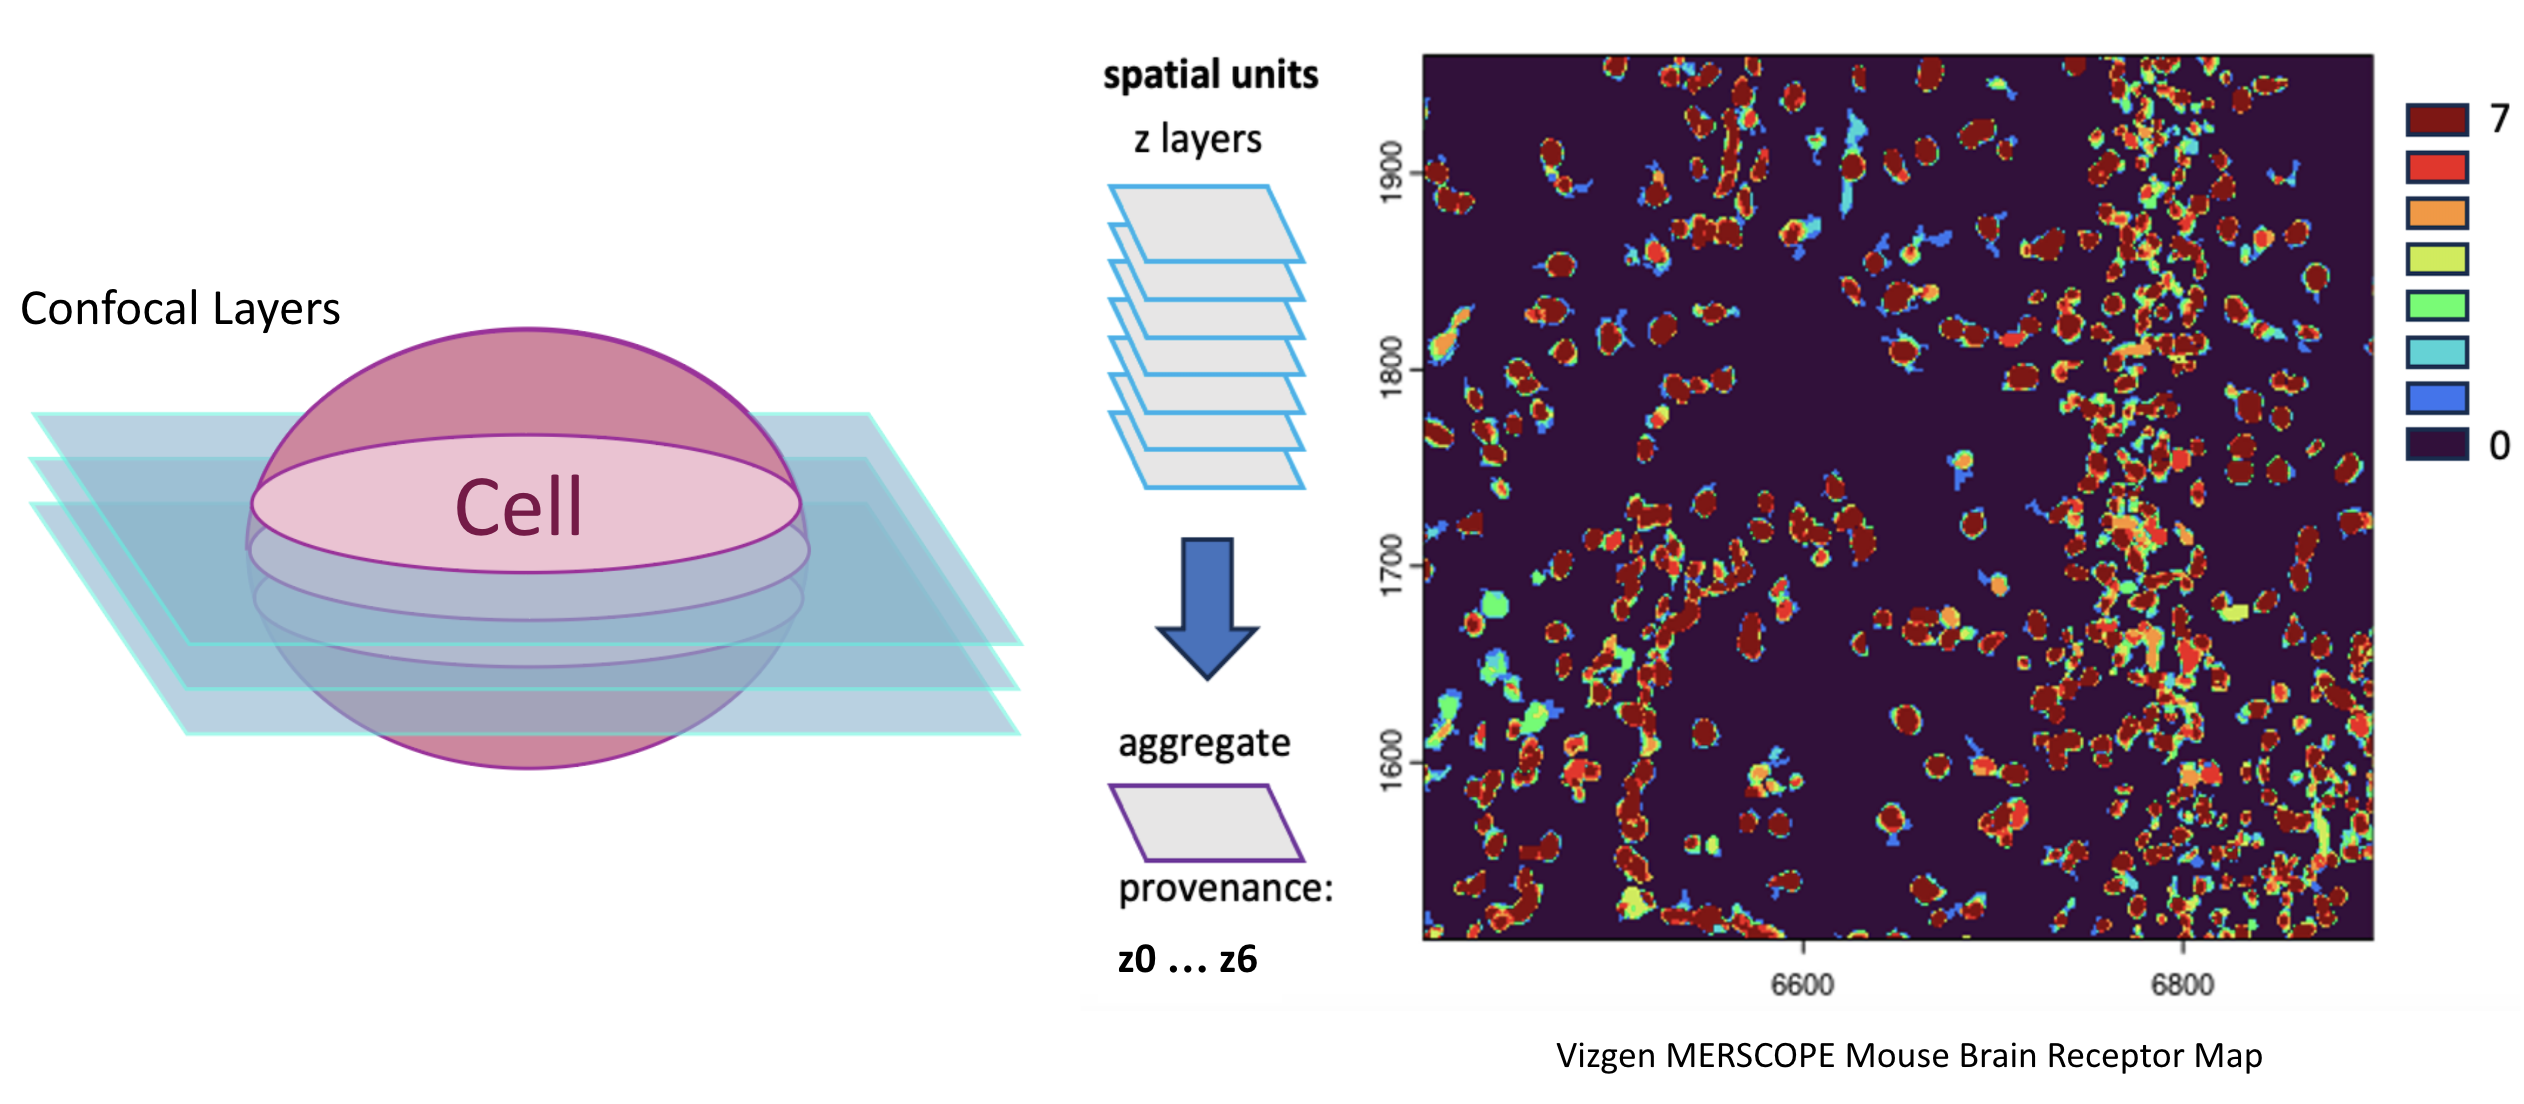 Confocal Layers
Cell
spatial units
z layers
aggregate
provenance:
z0 … z6
1900
1800
1700
1600
6600
6800
7
0
Vizgen MERSCOPE Mouse Brain Receptor Map